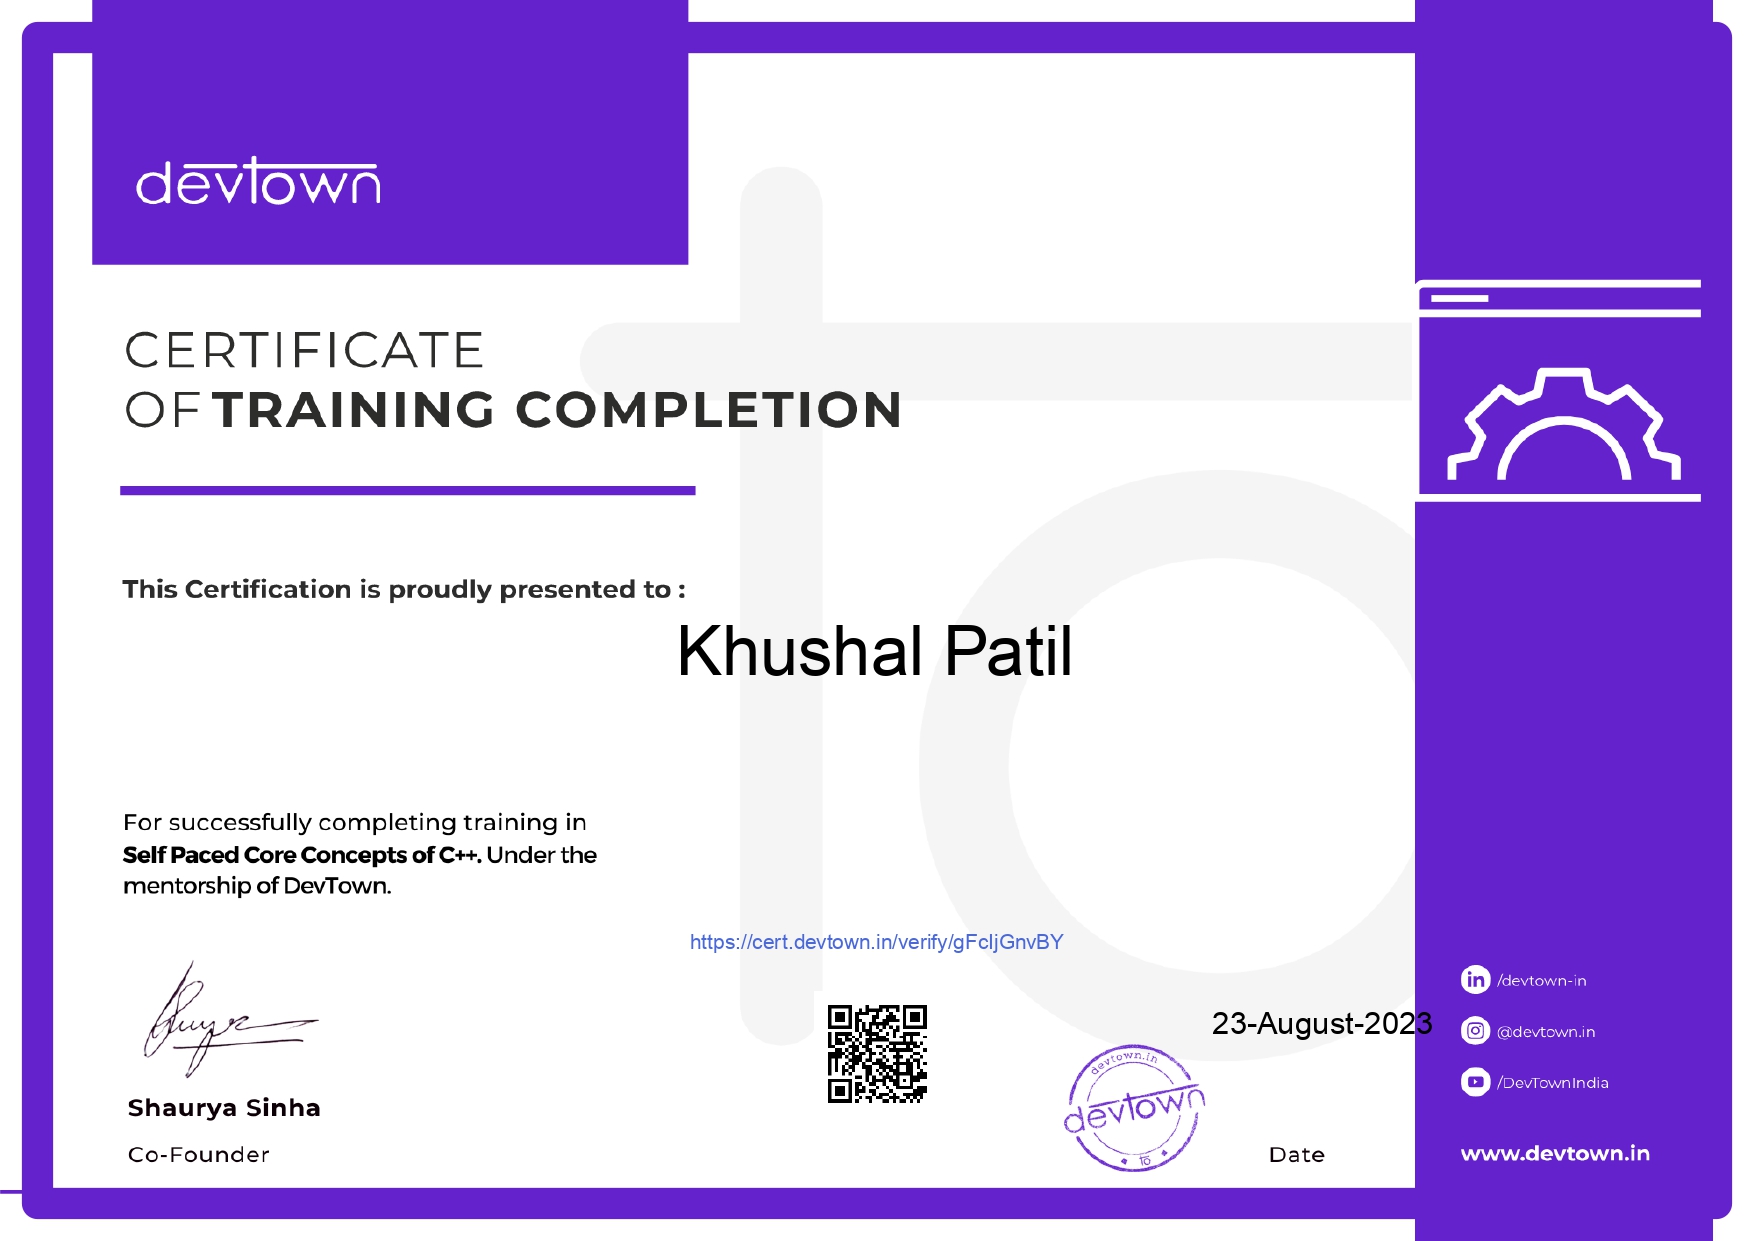 devtown
CERTIFICATE
OF TRAINING COMPLETION
This Certification is proudly presented to :
Khushal Patil
For successfully completing training in
Self Paced Core Concepts of C++. Under the
mentorship of DevTown.
https://cert.devtown.in/verify/gFcIjGnvBY
Shaurya Sinha
Co-Founder
devtown.in
devtown
to
23-August-2023
Date
/devtown-in
@devtown.in
/DevTownIndia
www.devtown.in